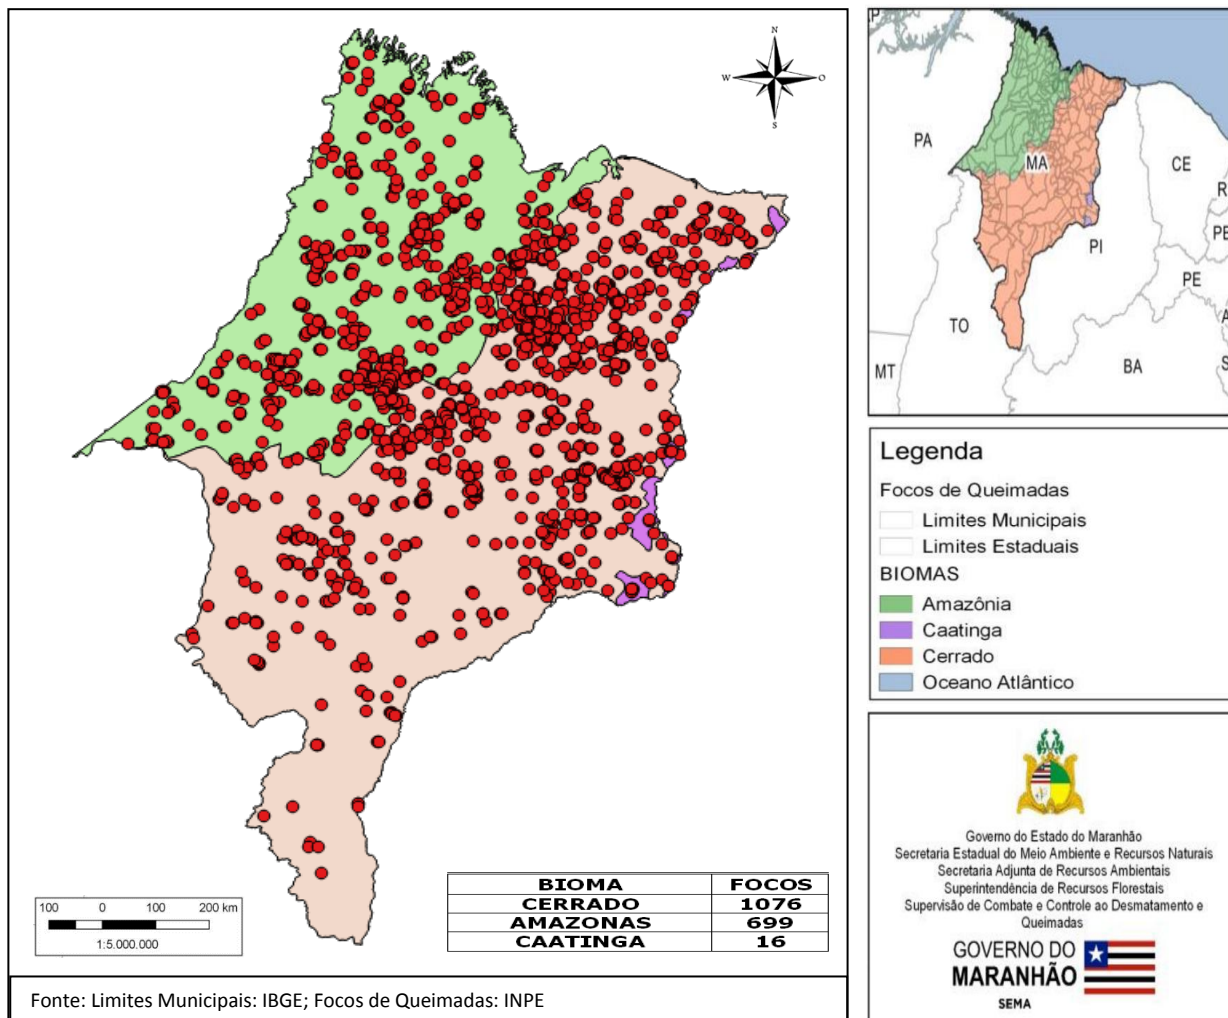 N
W
O
S
BIOMA FOCOS
CERRADO 1076
AMAZONAS 699
CAATINGA 16
100 0 100 200 km
1:5.000.000
Fonte: Limites Municipais: IBGE; Focos de Queimadas: INPE
AP
PA
MA
CE
R
PB
PI
PE
TO
A
MT
BA
S
Legenda
Focos de Queimadas
Limites Municipais
Limites Estaduais
BIOMAS
Amazônia
Caatinga
Cerrado
Oceano Atlântico
Governo do Estado do Maranhão
Secretaria Estadual do Meio Ambiente e Recursos Naturais
Secretaria Adjunta de Recursos Ambientais
Superintendência de Recursos Florestais
Supervisão de Combate e Controle ao Desmatamento e
Queimadas
GOVERNO DO
MARANHÃO
SEMA